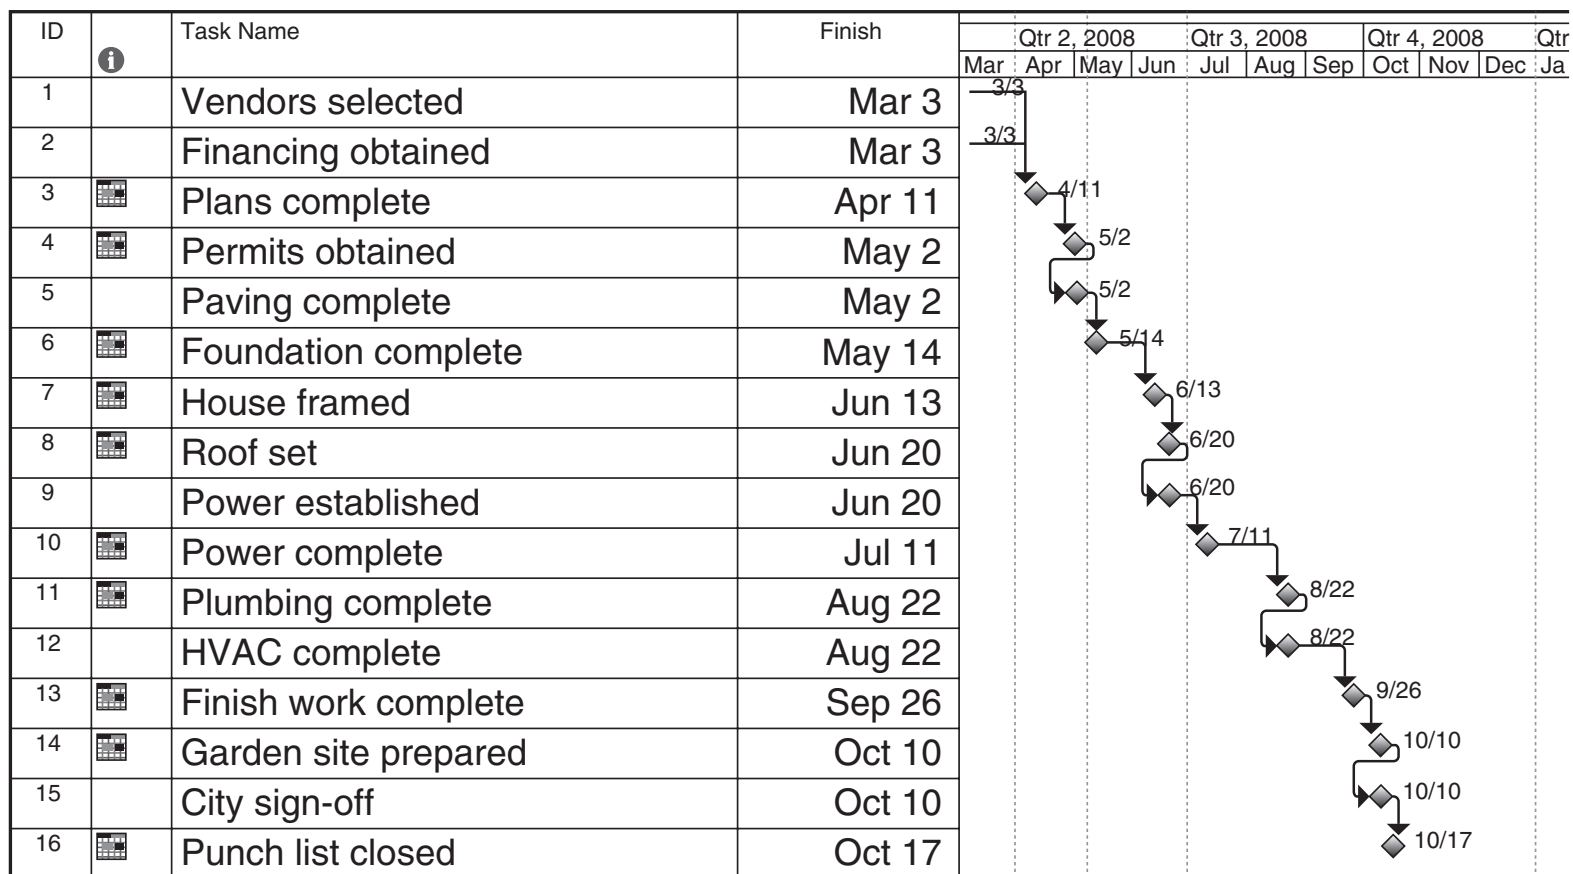 ID Task Name Finish Qtr 2, 2008 Qtr 3, 2008 Qtr 4, 2008 Qtr
i Mar Apr May Jun Jul Aug Sep Oct Nov Dec Ja
1 Vendors selected Mar 3 3/3
2 Financing obtained Mar 3 3/3
3 Plans complete Apr 11 4/11
4 Permits obtained May 2 5/2
5 Paving complete May 2 5/2
6 Foundation complete May 14 5/14
7 House framed Jun 13 6/13
8 Roof set Jun 20 6/20
9 Power established Jun 20 6/20
10 Power complete Jul 11 7/11
11 Plumbing complete Aug 22 8/22
12 HVAC complete Aug 22 8/22
13 Finish work complete Sep 26 9/26
14 Garden site prepared Oct 10 10/10
15 City sign-off Oct 10 10/10
16 Punch list closed Oct 17 10/17